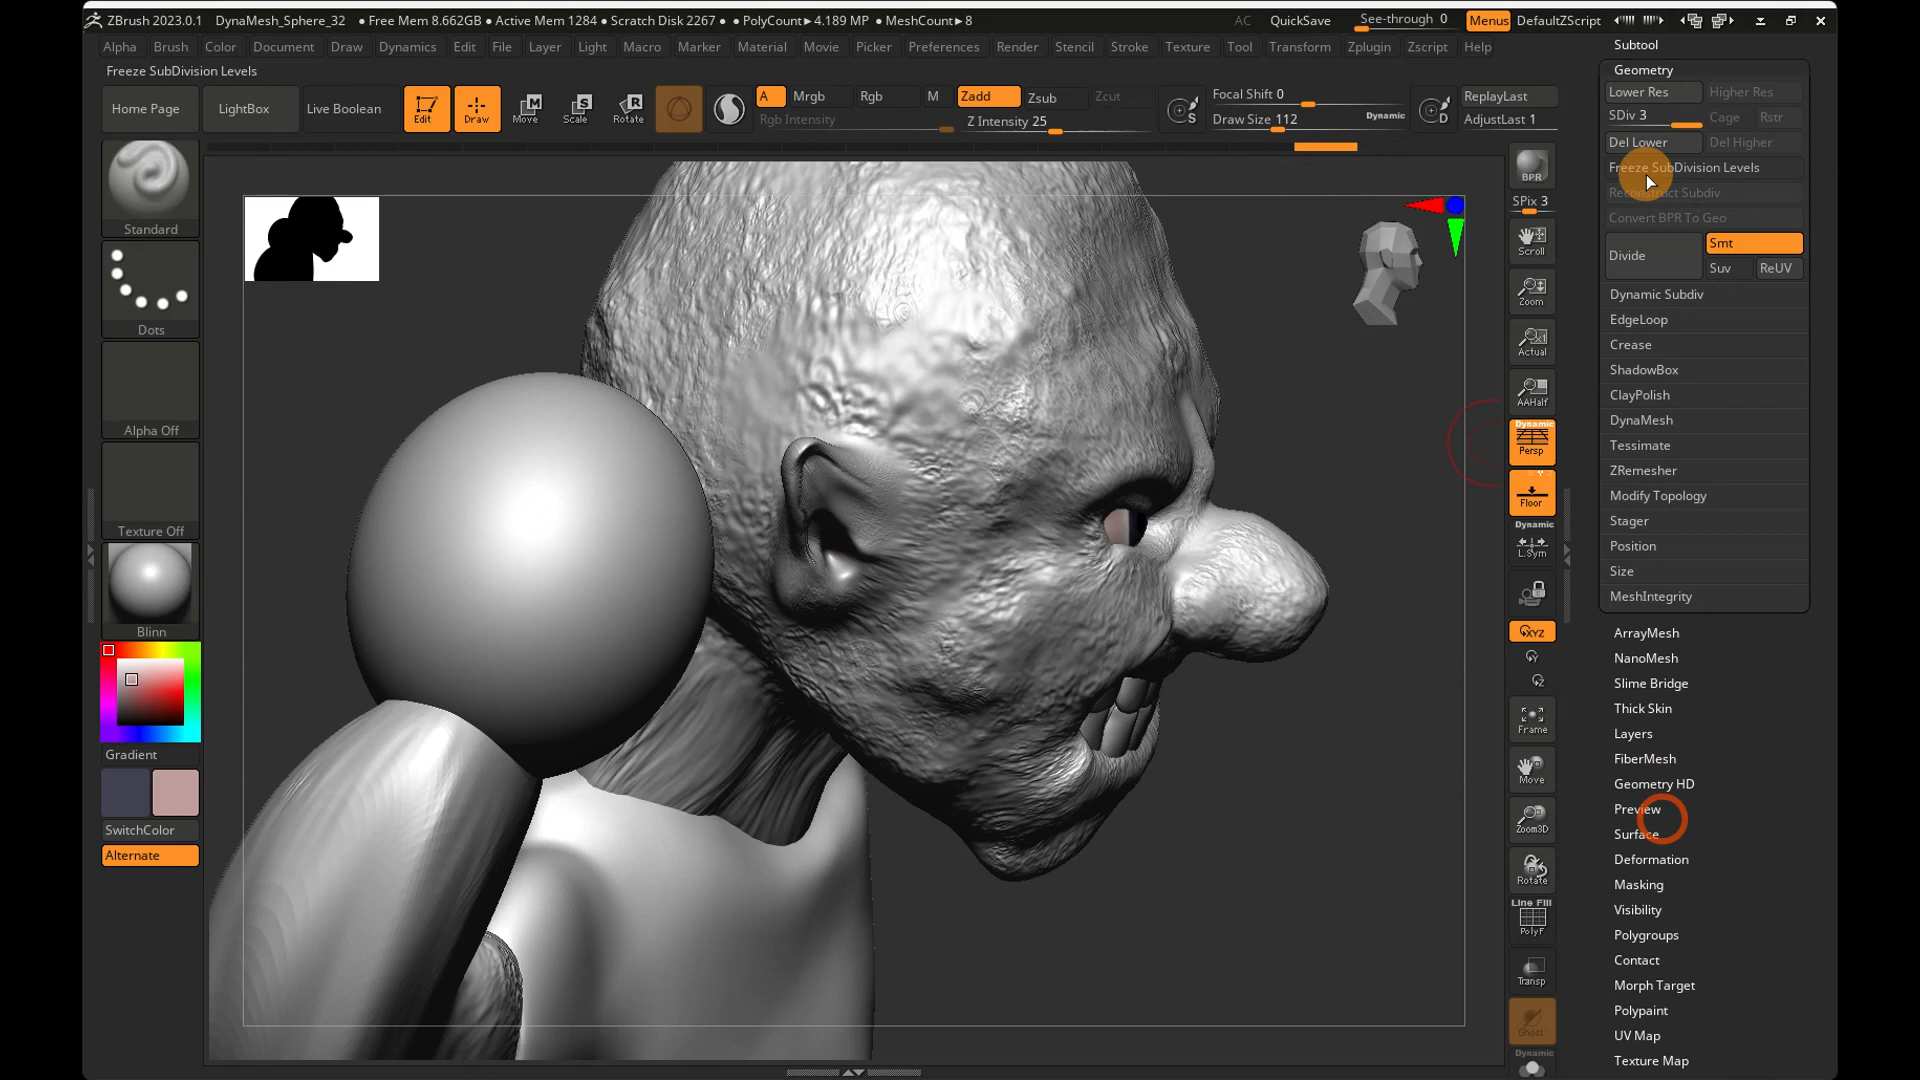 ZBrush 2023.0.1 DynaMesh_Sphere_32 ● Free Mem 8.662GB ● Active Mem 1284 ● Scratch Disk 2267 ● ● PolyCount► 4.189 MP ● MeshCount► 8 AC QuickSave See-through 0 Menus DefaultZScript
Alpha Brush Color Document Draw Dynamics Edit File Layer Light Macro Marker Material Movie Picker Preferences Render Stencil Stroke Texture Tool Transform Zplugin Zscript Help
Freeze SubDivision Levels
Home Page LightBox Live Boolean Edit Draw Move Scale Rotate A Mrgb Rgb M Zadd Zsub Zcut Focal Shift 0 ReplayLast
Rgb Intensity Z Intensity 25 Draw Size 112 Dynamic AdjustLast 1
Standard
Dots
Alpha Off
Texture Off
Blinn
Gradient
SwitchColor
Alternate
BPR
SPix 3
Scroll
Zoom
Actual
AAHalf
Dynamic
Persp
Floor
Dynamic
L.Sym
XYZ
Frame
Move
Zoom3D
Rotate
Line Fill
PolyF
Transp
Ghost
Dynamic
Subtool
Geometry
Lower Res Higher Res
SDiv 3 Cage Rstr
Del Lower Del Higher
Freeze SubDivision Levels
Reconstruct Subdiv
Convert BPR To Geo
Divide Smt
Suv ReUV
Dynamic Subdiv
EdgeLoop
Crease
ShadowBox
ClayPolish
DynaMesh
Tessimate
ZRemesher
Modify Topology
Stager
Position
Size
MeshIntegrity
ArrayMesh
NanoMesh
Slime Bridge
Thick Skin
Layers
FiberMesh
Geometry HD
Preview
Surface
Deformation
Masking
Visibility
Polygroups
Contact
Morph Target
Polypaint
UV Map
Texture Map